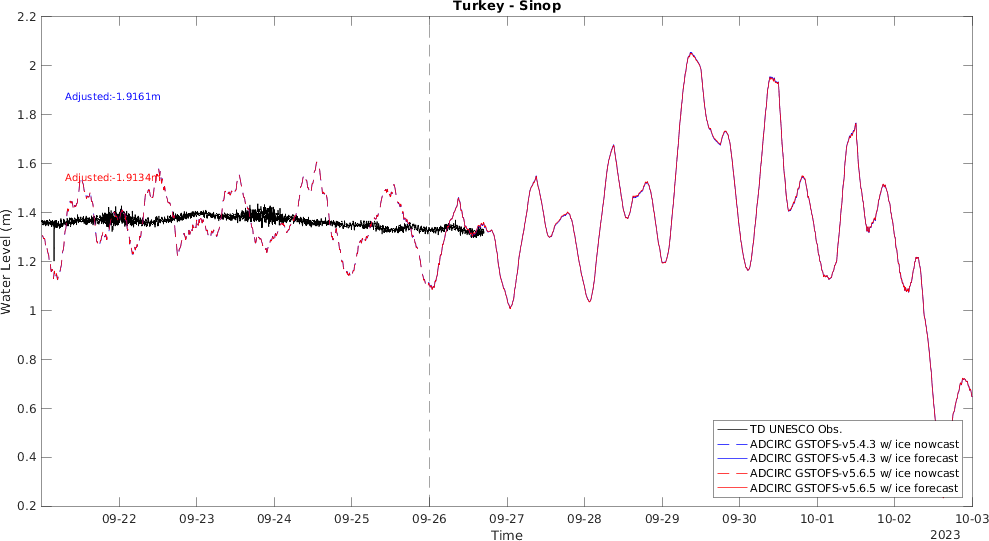 Turkey - Sinop
2.2
2
1.8
1.6
1.4
1.2
1
0.8
0.6
0.4
0.2
Water Level (m)
Adjusted:-1.9161m
Adjusted:-1.9134m
TD UNESCO Obs.
ADCIRC GSTOFS-v5.4.3 w/ ice nowcast
ADCIRC GSTOFS-v5.4.3 w/ ice forecast
ADCIRC GSTOFS-v5.6.5 w/ ice nowcast
ADCIRC GSTOFS-v5.6.5 w/ ice forecast
09-22 09-23 09-24 09-25 09-26 09-27 09-28 09-29 09-30 10-01 10-02 10-03
Time
2023